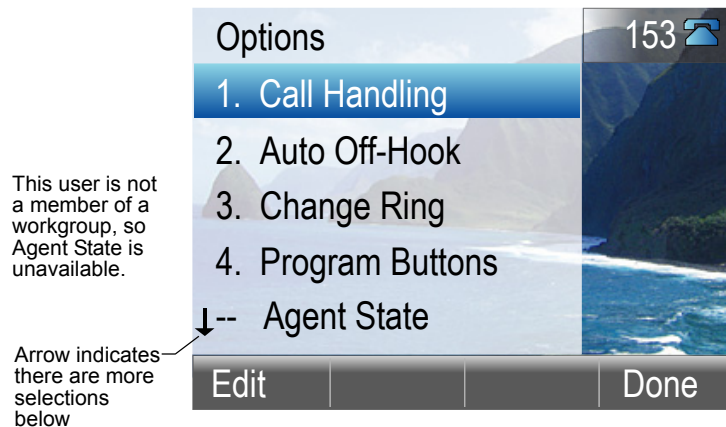 Options
153
1. Call Handling
2. Auto Off-Hook
3. Change Ring
4. Program Buttons
-- Agent State
Edit
Done
This user is not
a member of a
workgroup, so
Agent State is
unavailable.
Arrow indicates
there are more
selections
below